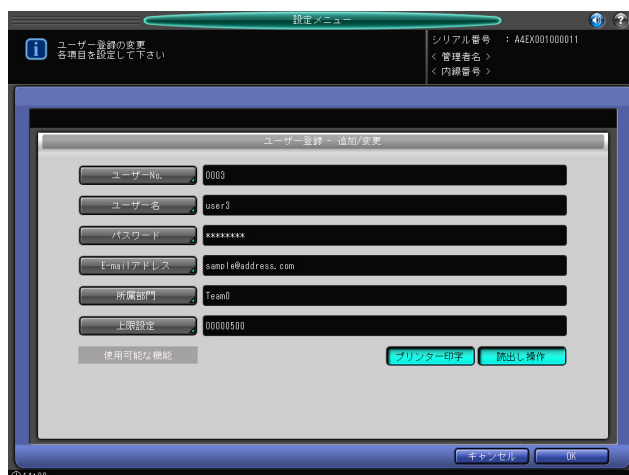 設定メニュー
ユーザー登録の変更
各項目を設定して下さい
シリアル番号 : A4EX001000011
< 管理者名 >
< 内線番号 >
ユーザー登録 - 追加/変更
ユーザーNo. 0003
ユーザー名 user3
パスワード ********
E-mailアドレス sample@address.com
所属部門 Team0
上限設定 00000500
使用可能な機能 プリンター印字 読出し操作
キャンセル OK